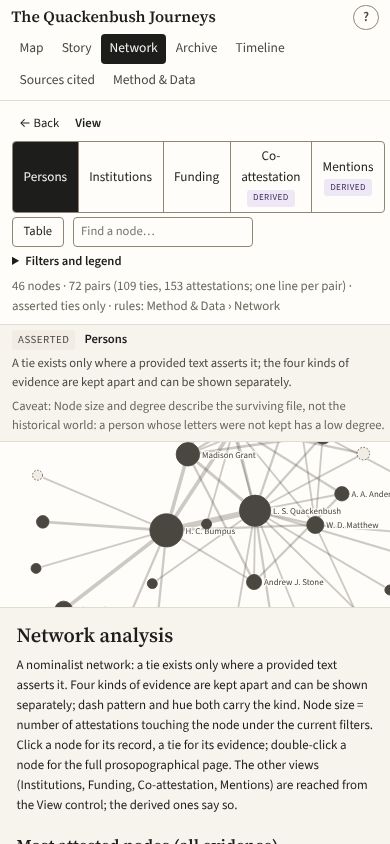 The Quackenbush Journeys
?
Map Story Network Archive Timeline
Sources cited Method & Data
← Back View
Persons
Institutions
Funding
Co-
attestation
DERIVED
Mentions
DERIVED
Table
Find a node…
Filters and legend
46 nodes · 72 pairs (109 ties, 153 attestations; one line per pair) ·
asserted ties only · rules: Method & Data › Network
ASSERTED Persons
A tie exists only where a provided text asserts it; the four kinds of
evidence are kept apart and can be shown separately.
Caveat: Node size and degree describe the surviving file, not the
historical world: a person whose letters were not kept has a low degree.
Madison Grant
A. A. Ander
L. S. Quackenbush
W. D. Matthew
H. C. Bumpus
Andrew J. Stone
Network analysis
A nominalist network: a tie exists only where a provided text
asserts it. Four kinds of evidence are kept apart and can be shown
separately; dash pattern and hue both carry the kind. Node size =
number of attestations touching the node under the current filters.
Click a node for its record, a tie for its evidence; double-click a
node for the full prosopographical page. The other views
(Institutions, Funding, Co-attestation, Mentions) are reached from
the View control; the derived ones say so.
Most attested nodes (all evidence)